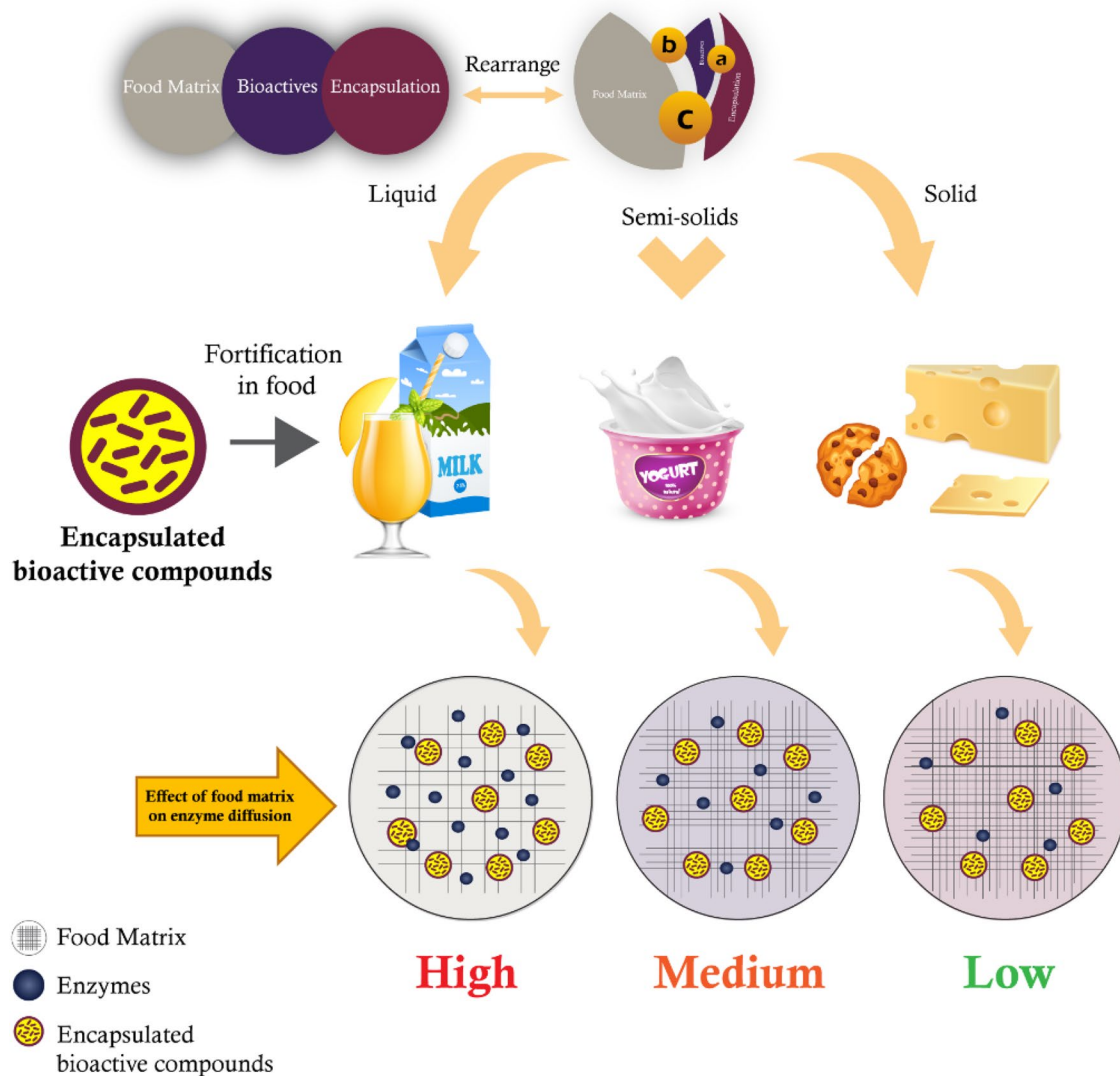 Food Matrix
Bioactives
Encapsulation
Rearrange
Food Matrix
b
Bioactives
a
Encapsulation
C
Liquid
Semi-solids
Solid
Fortification
in food
MILK
YOGURT
Encapsulated
bioactive compounds
Effect of food matrix
on enzyme diffusion
Food Matrix
Enzymes
Encapsulated
bioactive compounds
High
Medium
Low